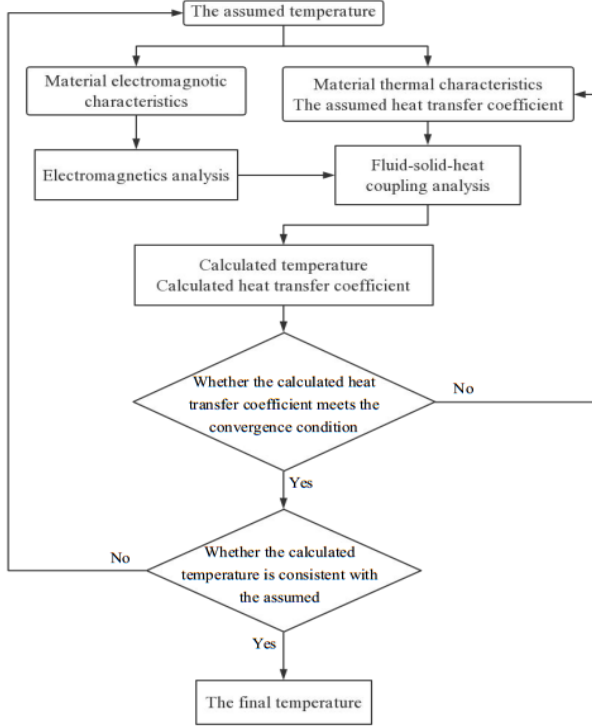 The assumed temperature
Material electromagnotic
characteristics
Material thermal characteristics
The assumed heat transfer coefficient
Electromagnetics analysis
Fluid-solid-heat
coupling analysis
Calculated temperature
Calculated heat transfer coefficient
Whether the calculated heat
transfer coefficient meets the
convergence condition
No
Yes
No
Whether the calculated
temperature is consistent with
the assumed
Yes
The final temperature